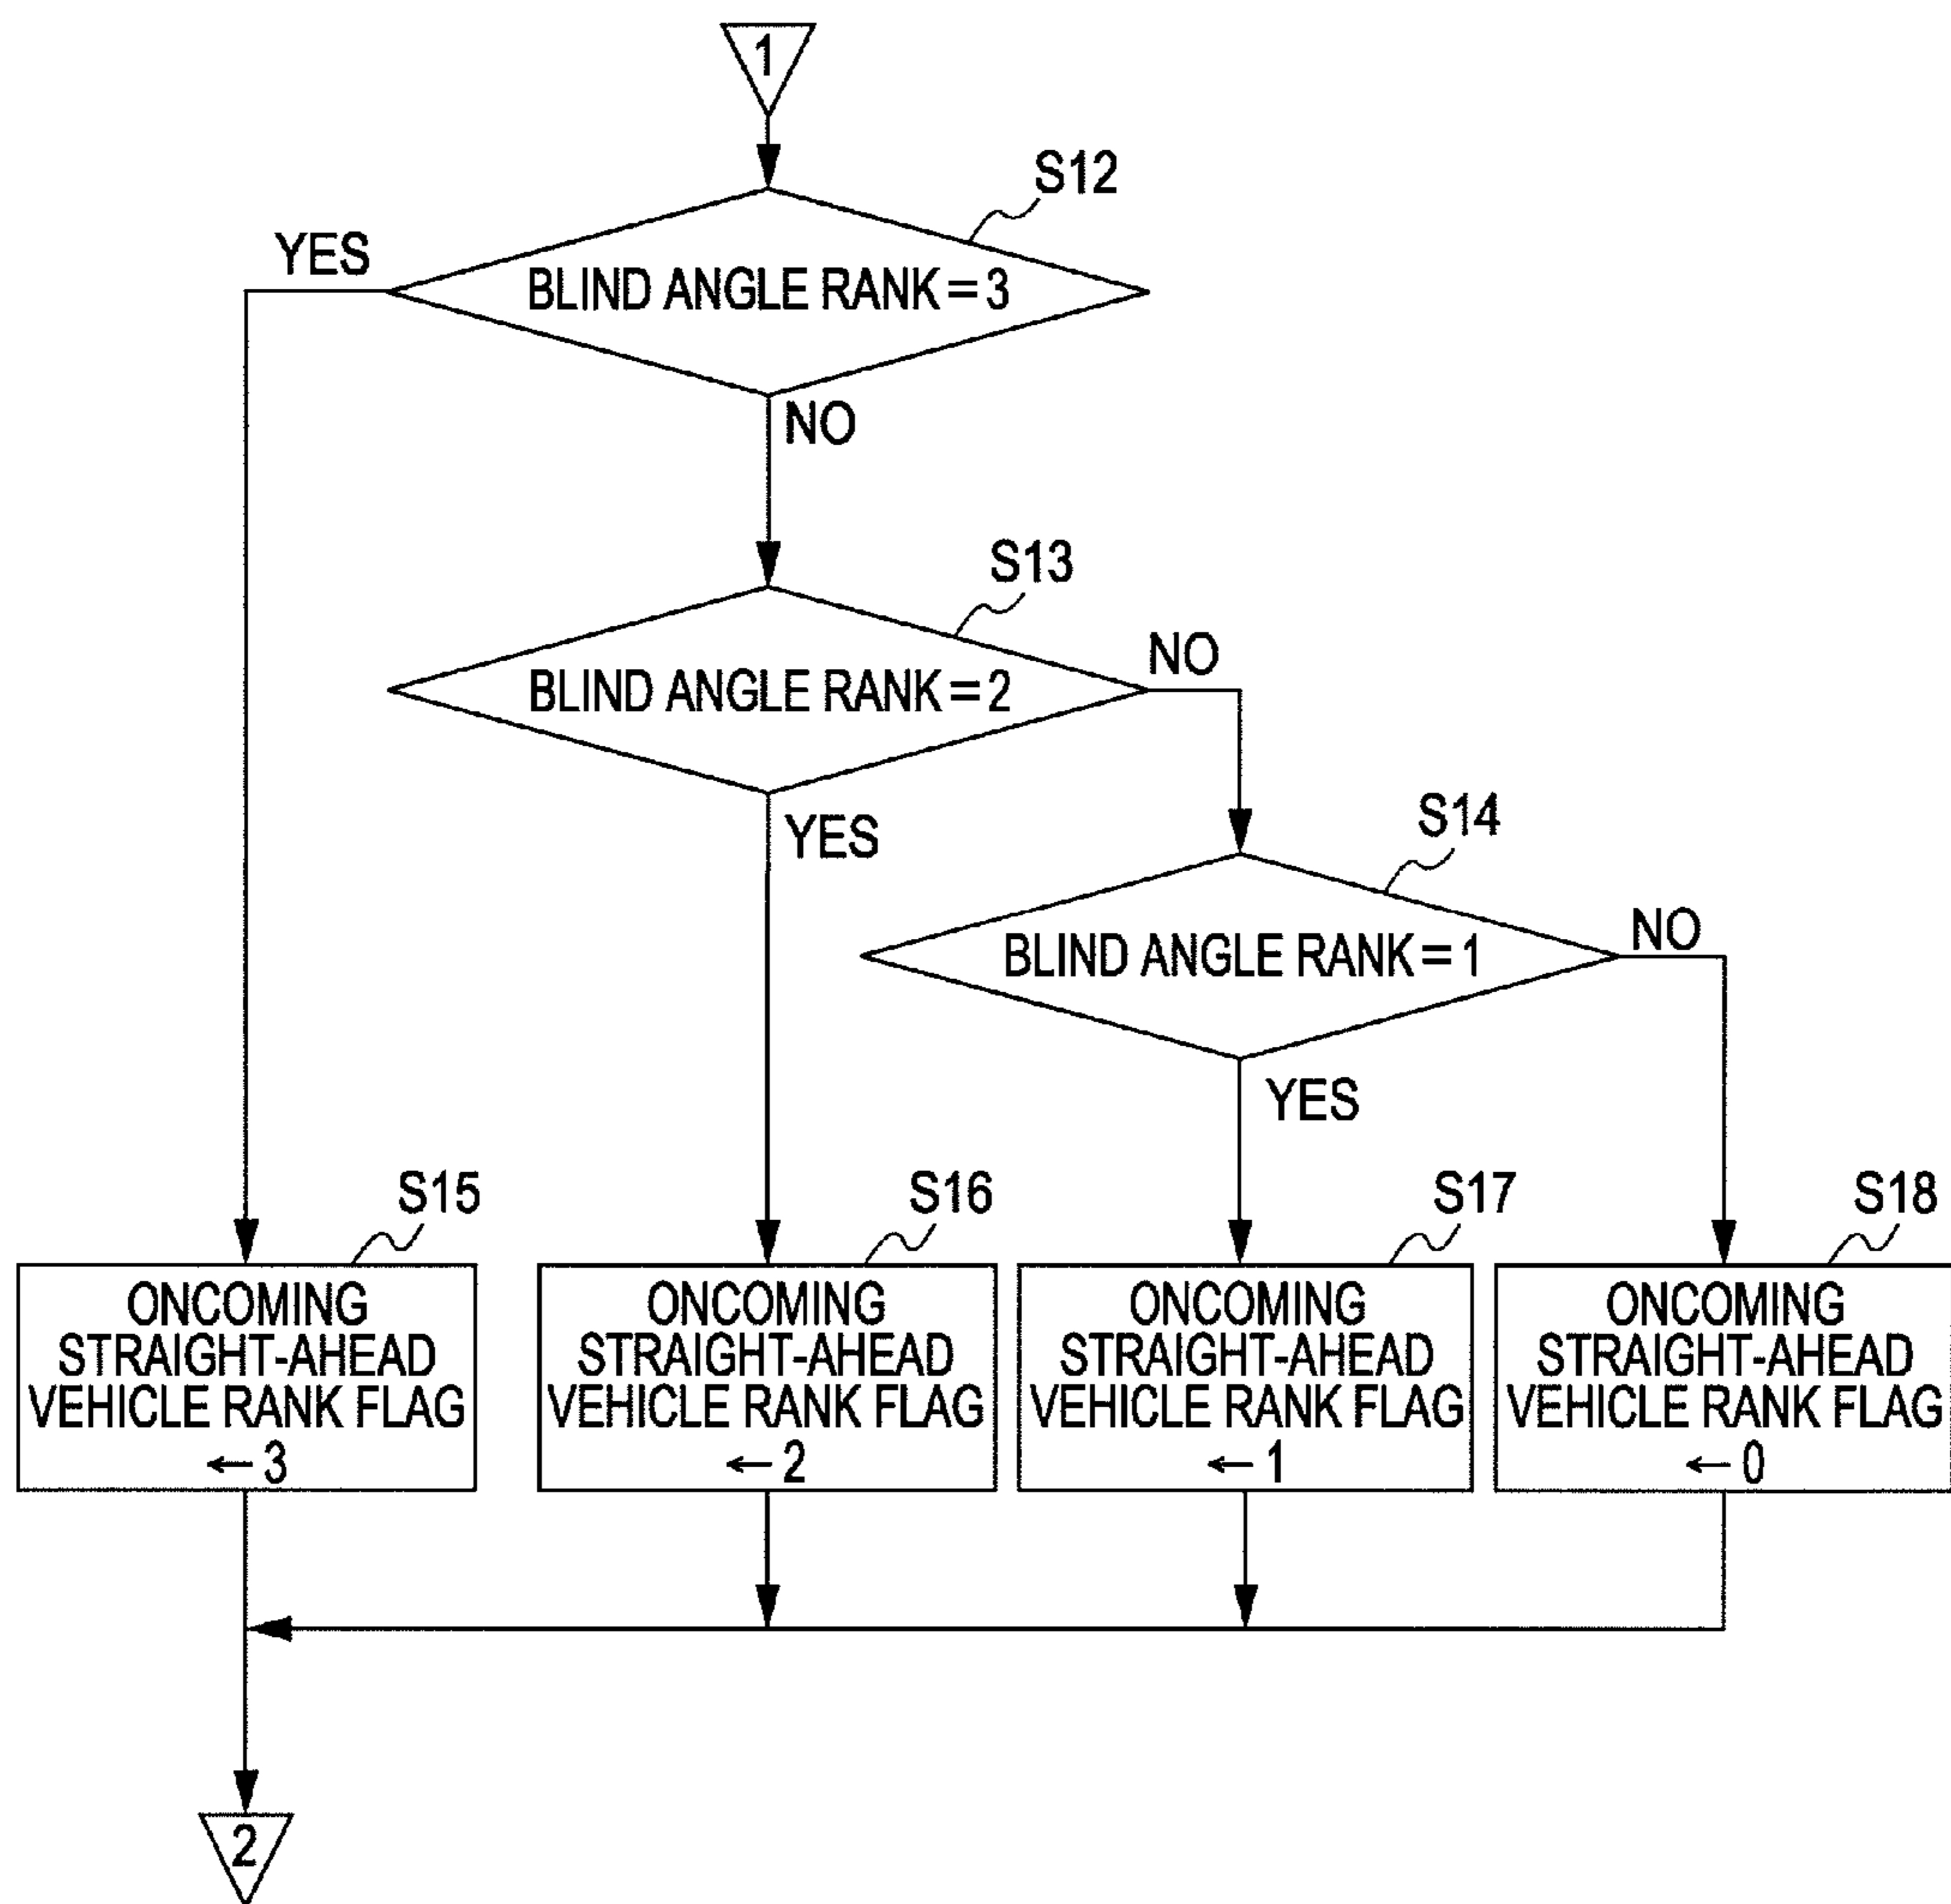 1
S12
YES
BLIND ANGLE RANK=3
NO
S13
NO
BLIND ANGLE RANK=2
YES
S14
NO
BLIND ANGLE RANK=1
YES
S15
S16
S17
S18
ONCOMING
STRAIGHT-AHEAD
VEHICLE RANK FLAG
←3
ONCOMING
STRAIGHT-AHEAD
VEHICLE RANK FLAG
←2
ONCOMING
STRAIGHT-AHEAD
VEHICLE RANK FLAG
←1
ONCOMING
STRAIGHT-AHEAD
VEHICLE RANK FLAG
←0
2